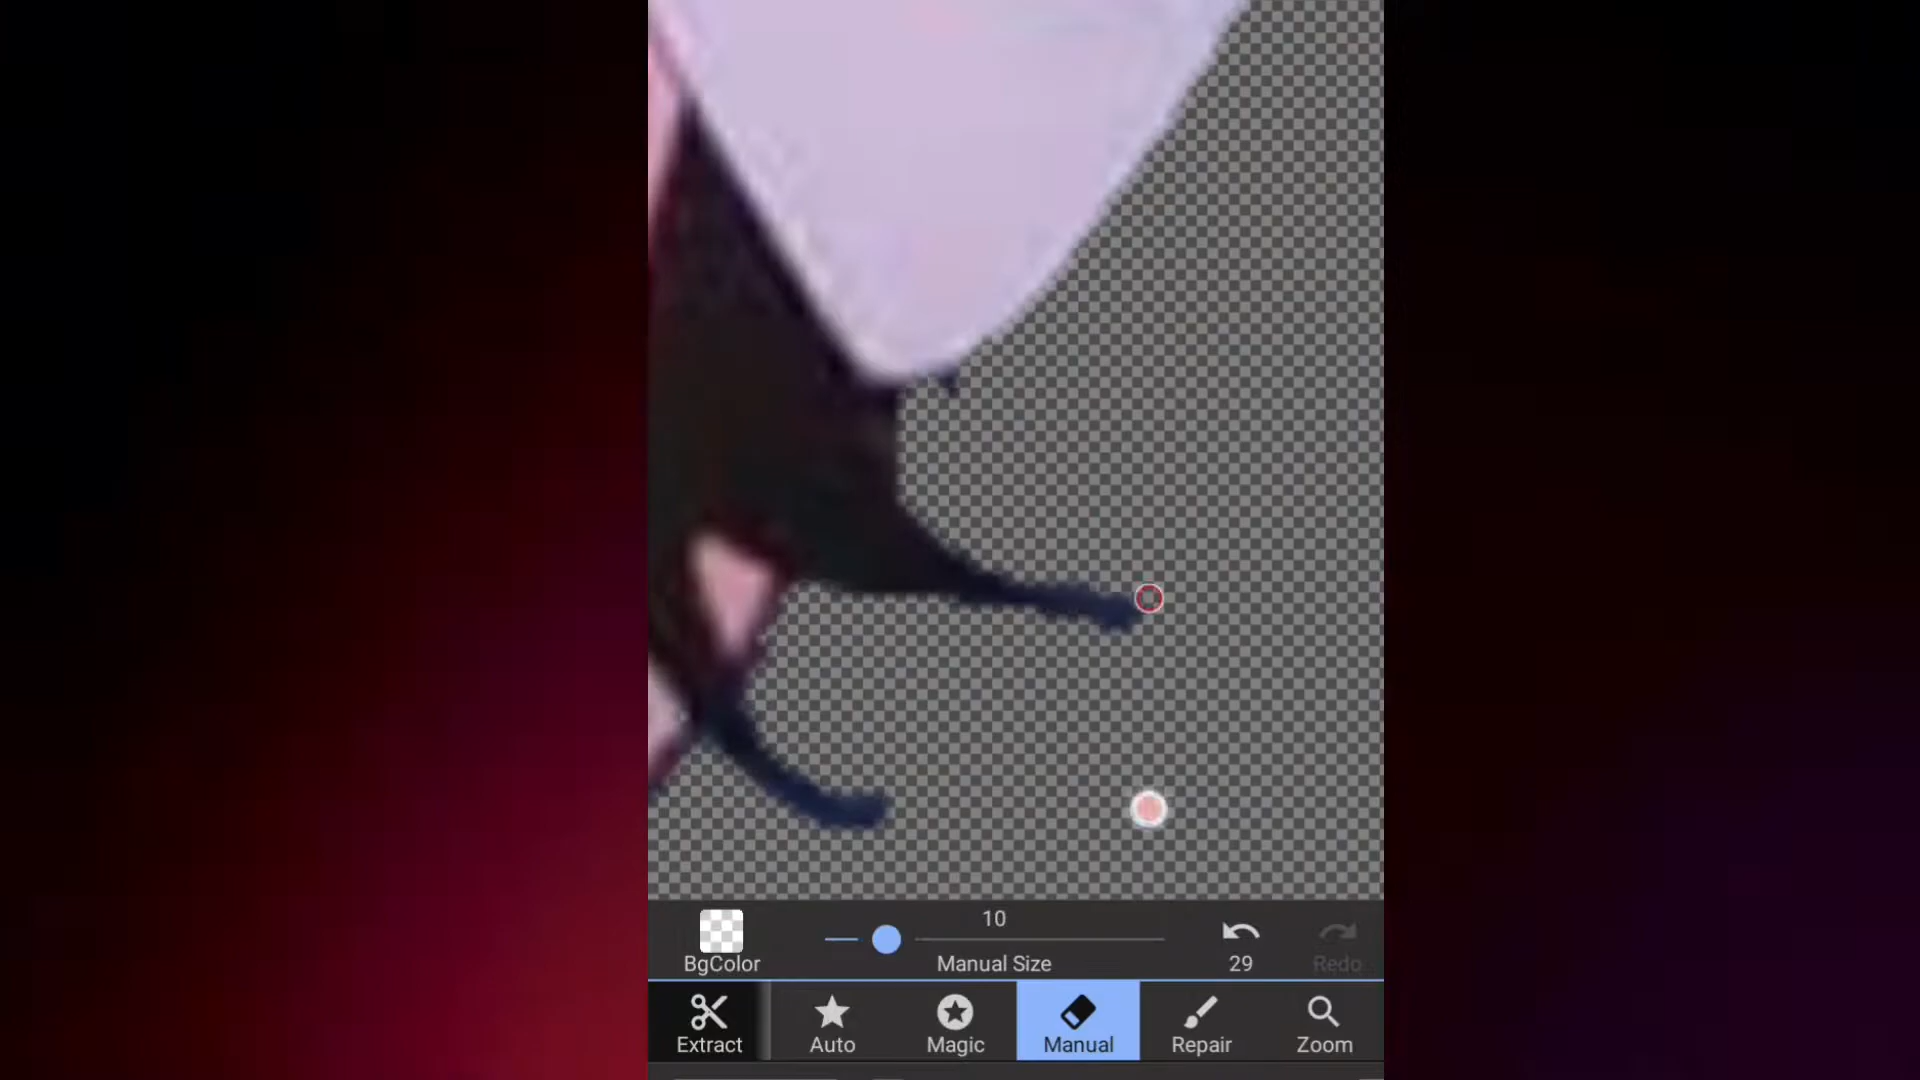 10
BgColor
Manual Size
29
Redo
Extract
Auto
Magic
Manual
Repair
Zoom